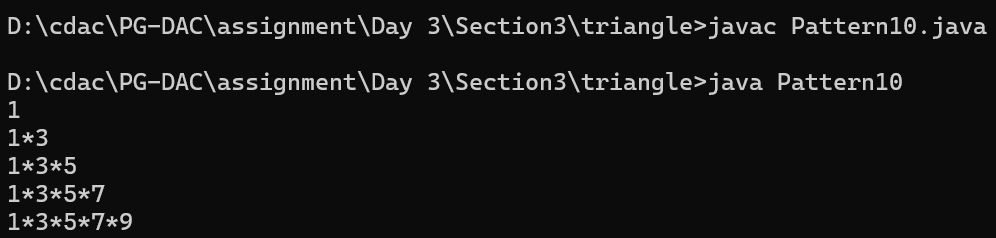 D:\cdac\PG-DAC\assignment\Day 3\Section3\triangle>javac Pattern10.java
D:\cdac\PG-DAC\assignment\Day 3\Section3\triangle>java Pattern10
1
1*3
1*3*5
1*3*5*7
1*3*5*7*9